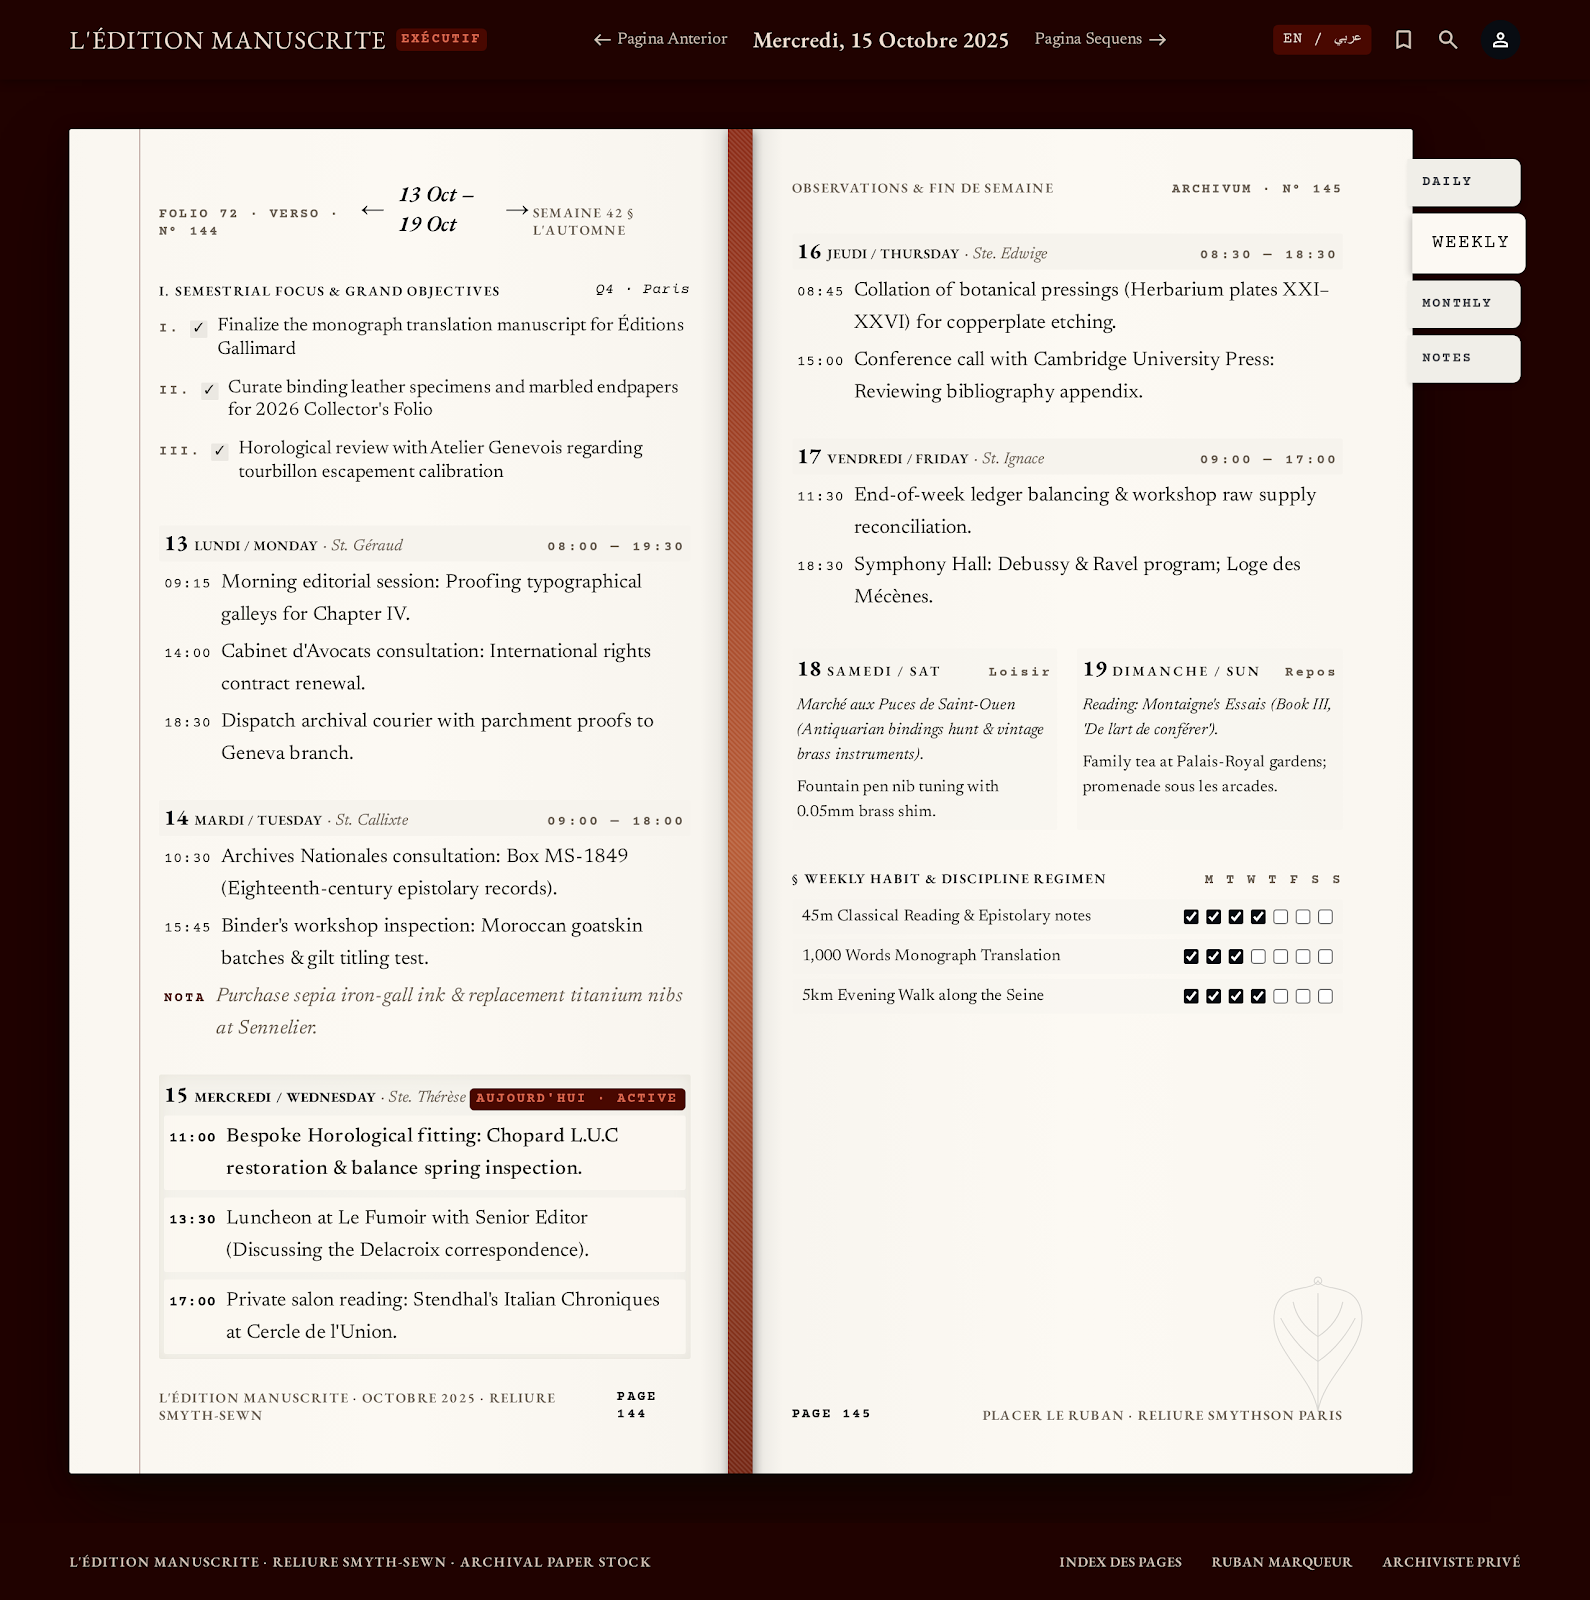 L'ÉDITION MANUSCRITE EXÉCUTIF
← Pagina Anterior Mercredi, 15 Octobre 2025 Pagina Sequens →
EN / عربي
FOLIO 72 · VERSO ·
N° 144
← 13 Oct –
19 Oct →
SEMAINE 42 §
L'AUTOMNE
I. SEMESTRIAL FOCUS & GRAND OBJECTIVES Q4 · Paris
I. ✓ Finalize the monograph translation manuscript for Éditions
Gallimard
II. ✓ Curate binding leather specimens and marbled endpapers
for 2026 Collector's Folio
III. ✓ Horological review with Atelier Genevois regarding
tourbillon escapement calibration
13 LUNDI / MONDAY · St. Géraud 08:00 — 19:30
09:15 Morning editorial session: Proofing typographical
galleys for Chapter IV.
14:00 Cabinet d'Avocats consultation: International rights
contract renewal.
18:30 Dispatch archival courier with parchment proofs to
Geneva branch.
14 MARDI / TUESDAY · St. Callixte 09:00 — 18:00
10:30 Archives Nationales consultation: Box MS-1849
(Eighteenth-century epistolary records).
15:45 Binder's workshop inspection: Moroccan goatskin
batches & gilt titling test.
NOTA Purchase sepia iron-gall ink & replacement titanium nibs
at Sennelier.
15 MERCREDI / WEDNESDAY · Ste. Thérèse AUJOURD'HUI · ACTIVE
11:00 Bespoke Horological fitting: Chopard L.U.C
restoration & balance spring inspection.
13:30 Luncheon at Le Fumoir with Senior Editor
(Discussing the Delacroix correspondence).
17:00 Private salon reading: Stendhal's Italian Chroniques
at Cercle de l'Union.
L'ÉDITION MANUSCRITE · OCTOBRE 2025 · RELIURE
SMYTH-SEWN
PAGE
144
OBSERVATIONS & FIN DE SEMAINE ARCHIVUM · N° 145
16 JEUDI / THURSDAY · Ste. Edwige 08:30 — 18:30
08:45 Collation of botanical pressings (Herbarium plates XXI–
XXVI) for copperplate etching.
15:00 Conference call with Cambridge University Press:
Reviewing bibliography appendix.
17 VENDREDI / FRIDAY · St. Ignace 09:00 — 17:00
11:30 End-of-week ledger balancing & workshop raw supply
reconciliation.
18:30 Symphony Hall: Debussy & Ravel program; Loge des
Mécènes.
18 SAMEDI / SAT Loisir
Marché aux Puces de Saint-Ouen
(Antiquarian bindings hunt & vintage
brass instruments).
Fountain pen nib tuning with
0.05mm brass shim.
19 DIMANCHE / SUN Repos
Reading: Montaigne's Essais (Book III,
'De l'art de conférer').
Family tea at Palais-Royal gardens;
promenade sous les arcades.
§ WEEKLY HABIT & DISCIPLINE REGIMEN M T W T F S S
45m Classical Reading & Epistolary notes
1,000 Words Monograph Translation
5km Evening Walk along the Seine
PAGE 145 PLACER LE RUBAN · RELIURE SMYTHSON PARIS
DAILY
WEEKLY
MONTHLY
NOTES
L'ÉDITION MANUSCRITE · RELIURE SMYTH-SEWN · ARCHIVAL PAPER STOCK
INDEX DES PAGES RUBAN MARQUEUR ARCHIVISTE PRIVÉ